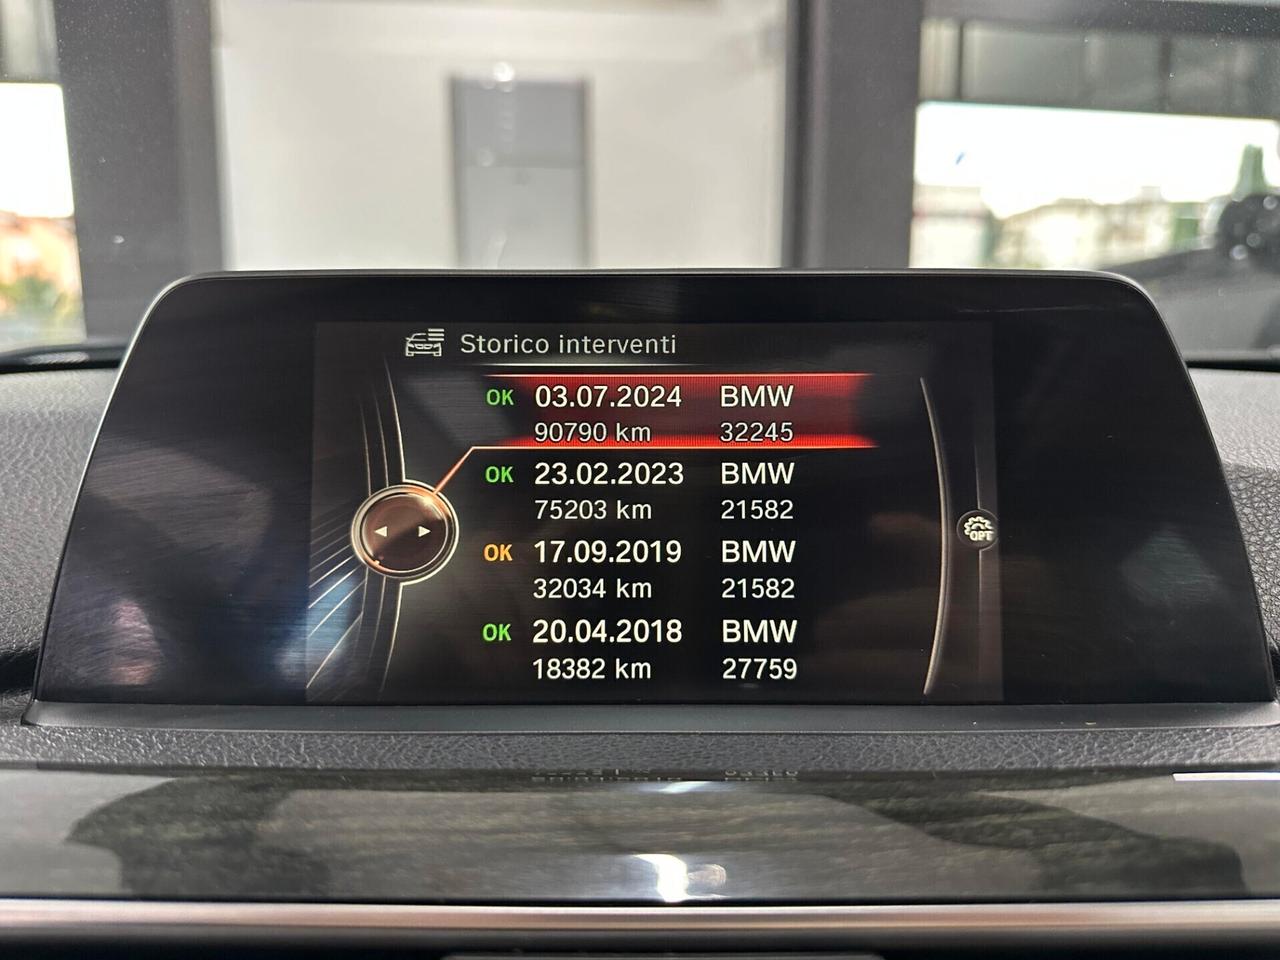 Storico interventi
OK 03.07.2024 BMW
90790 km 32245
OK 23.02.2023 BMW
75203 km 21582
OK 17.09.2019 BMW
32034 km 21582
OK 20.04.2018 BMW
18382 km 27759
OPT